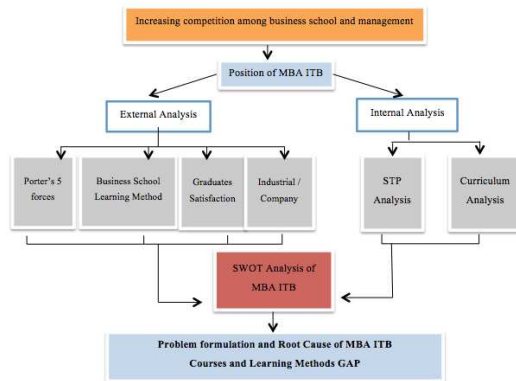 Increasing competition among business school and management
Position of MBA ITB
External Analysis
Internal Analysis
Porter's 5
forces
Business School
Learning Method
Graduates
Satisfaction
Industrial /
Company
STP
Analysis
Curriculum
Analysis
SWOT Analysis of
MBA ITB
Problem formulation and Root Cause of MBA ITB
Courses and Learning Methods GAP